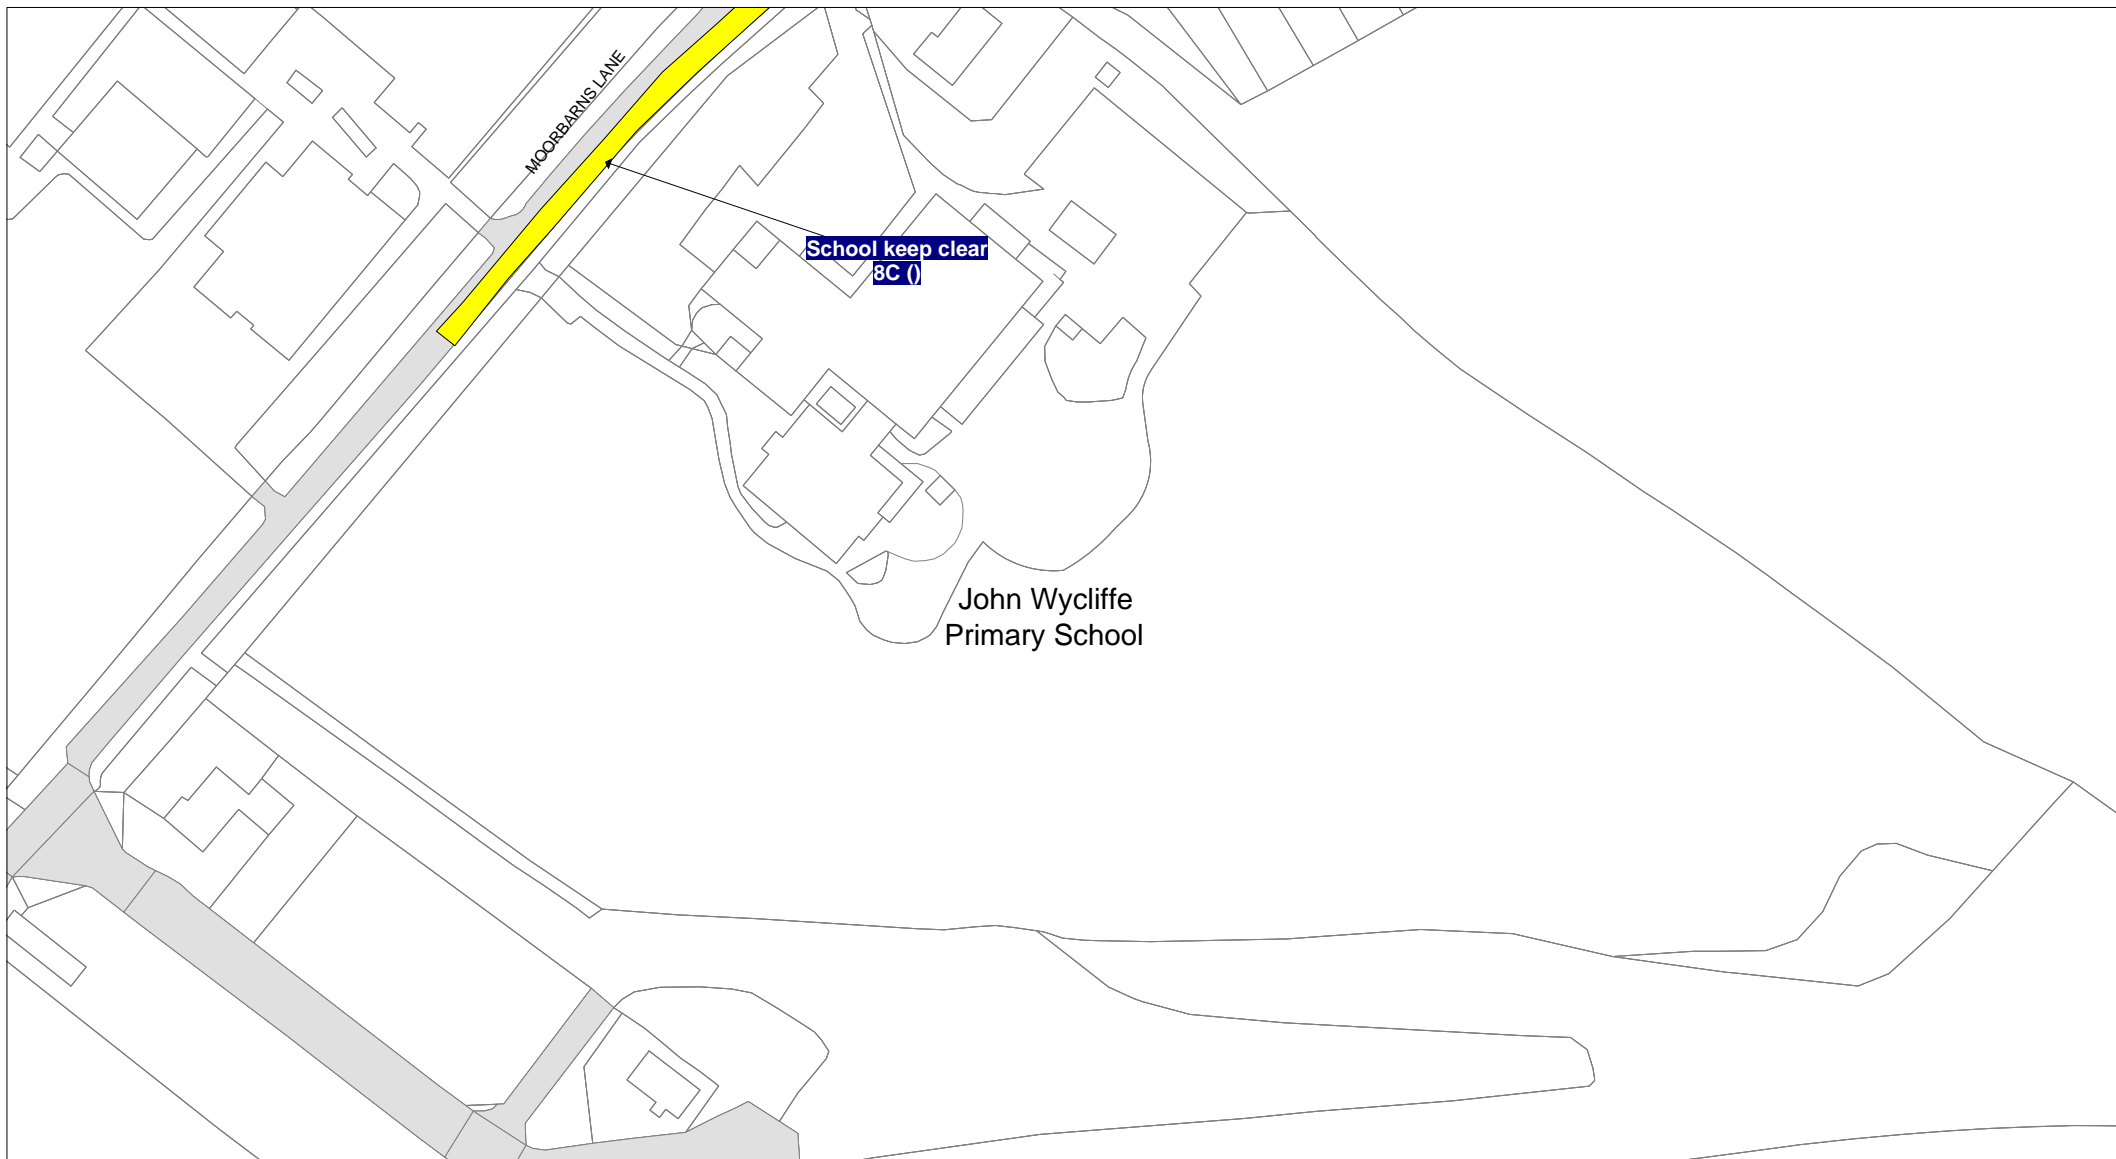 MOORBARNS LANE
School keep clear
8C ()
John Wycliffe
Primary School